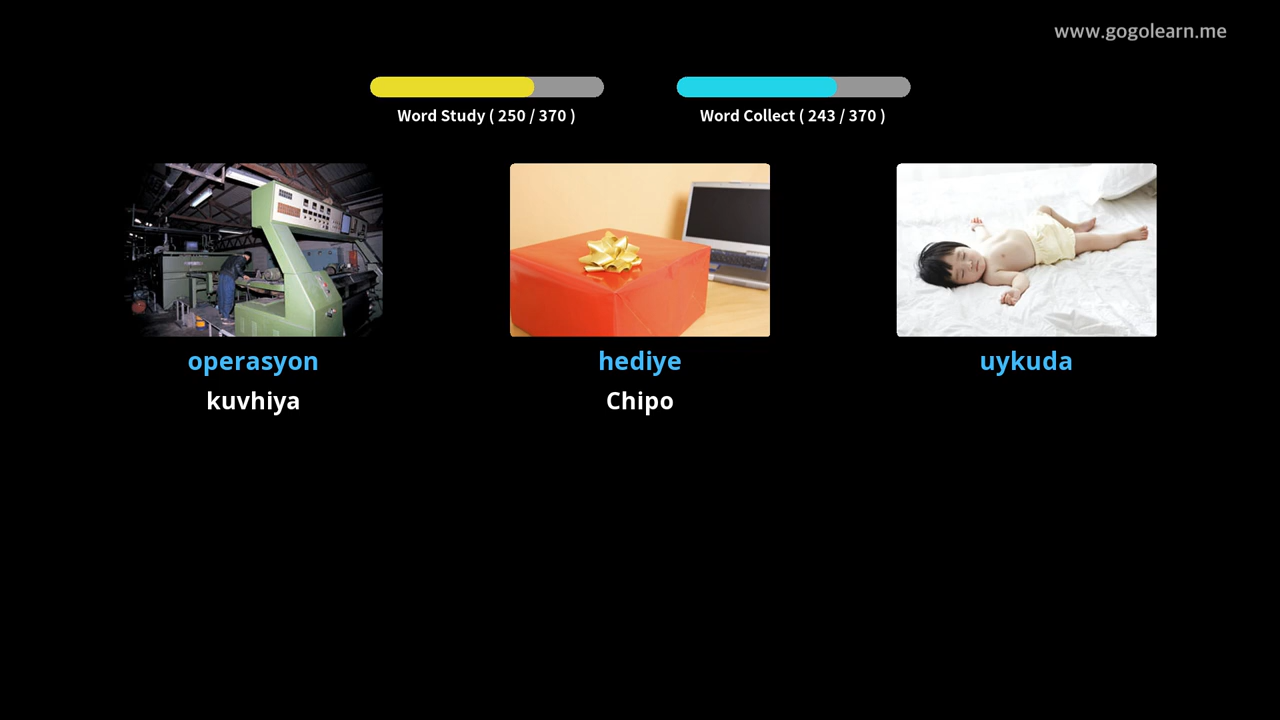 www.gogolearn.me
Word Study ( 250 / 370 )
Word Collect ( 243 / 370 )
operasyon
hediye
uykuda
kuvhiya
Chipo